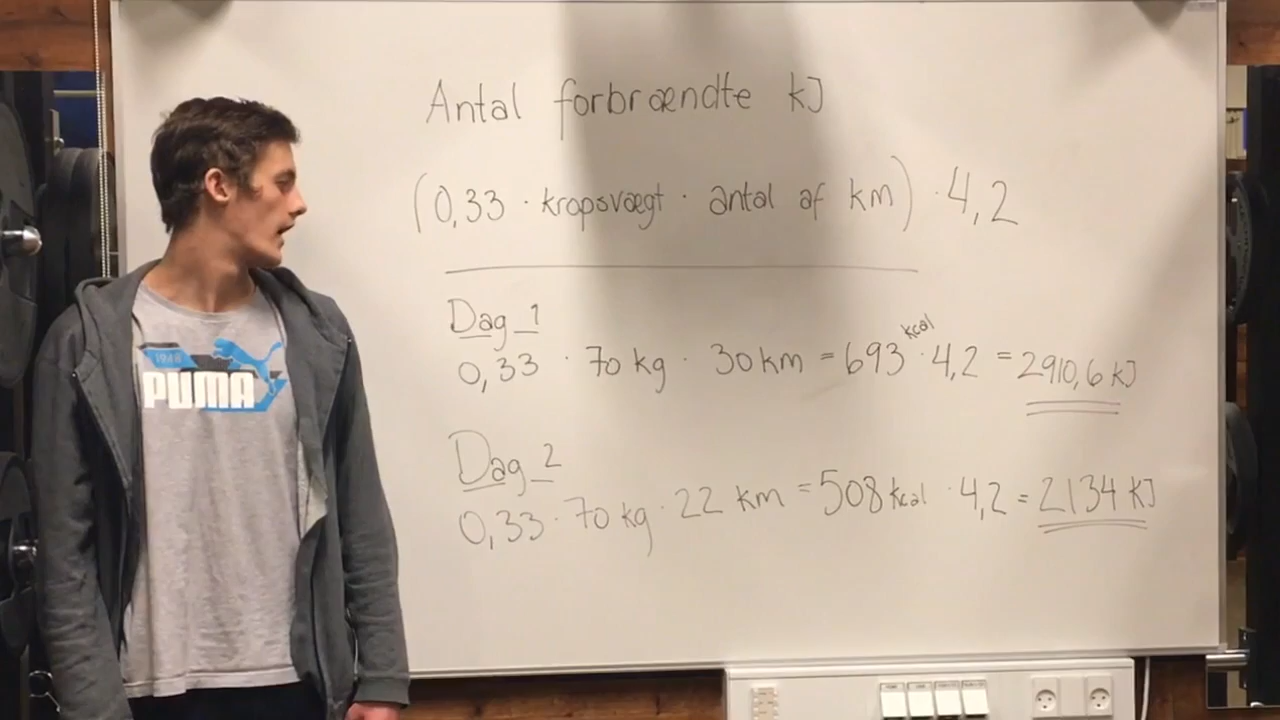 Antal forbrændte kJ
(0,33 · kropsvægt · antal af km) · 4,2
Dag 1
0,33 · 70 kg · 30 km = 693 kcal · 4,2 = 2910,6 kJ
Dag 2
0,33 · 70 kg · 22 km = 508 kcal · 4,2 = 2134 kJ
1948
PUMA